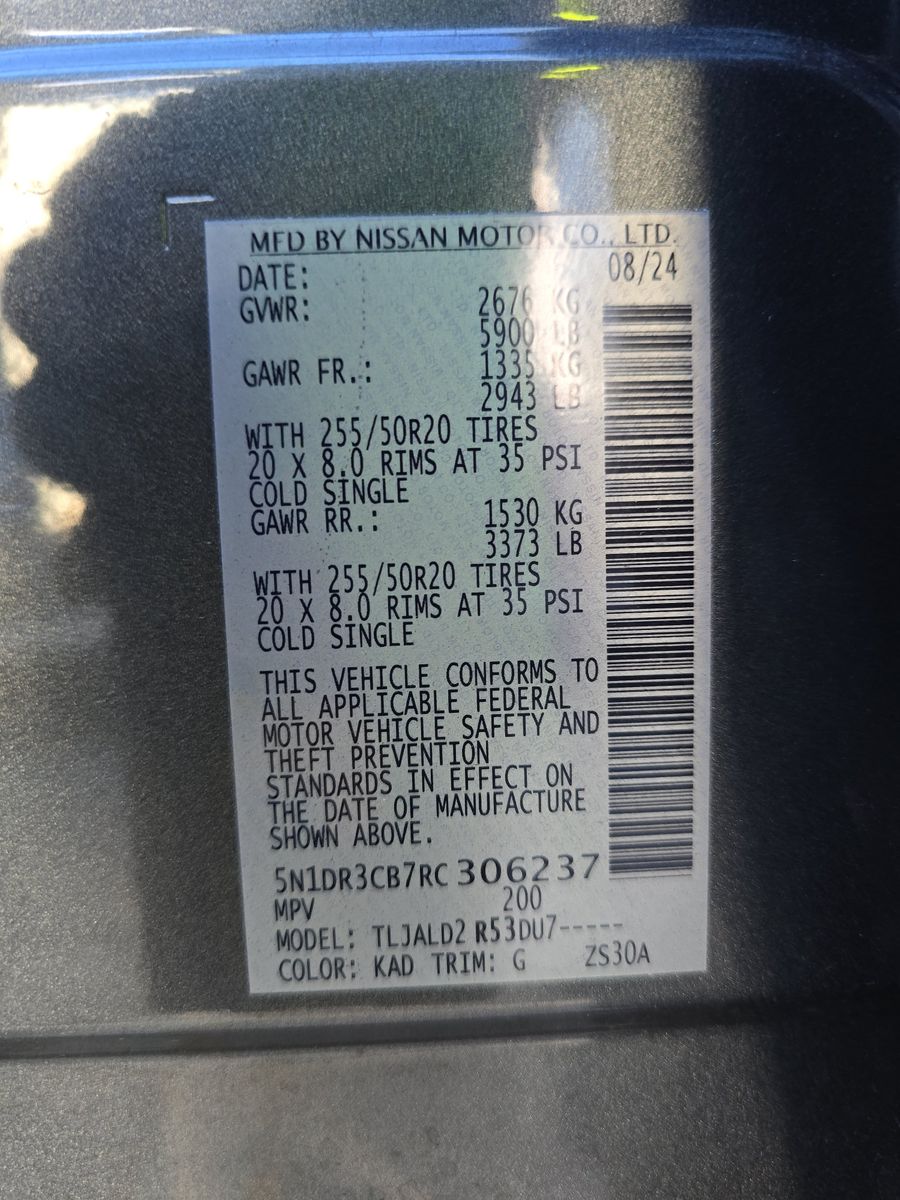 MFD BY NISSAN MOTOR CO., LTD.
DATE: 08/24
GVWR: 2676 KG
5900 LB
GAWR FR.: 1335 KG
2943 LB
WITH 255/50R20 TIRES
20 X 8.0 RIMS AT 35 PSI
COLD SINGLE
GAWR RR.: 1530 KG
3373 LB
WITH 255/50R20 TIRES
20 X 8.0 RIMS AT 35 PSI
COLD SINGLE
THIS VEHICLE CONFORMS TO
ALL APPLICABLE FEDERAL
MOTOR VEHICLE SAFETY AND
THEFT PREVENTION
STANDARDS IN EFFECT ON
THE DATE OF MANUFACTURE
SHOWN ABOVE.
5N1DR3CB7RC306237
MPV 200
MODEL: TLJALD2 R53DU7-----
COLOR: KAD TRIM: G ZS30A